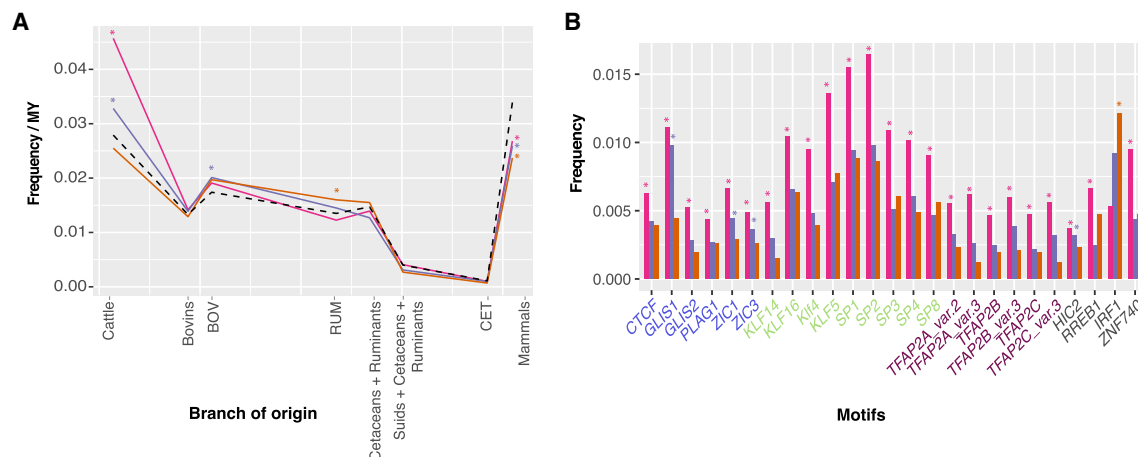 A
Frequency / MY
0.04
0.03
0.02
0.01
0.00
*
*
*
*
*
*
*
Cattle
Bovins
BOV
RUM
Cetaceans + Ruminants
Suids + Cetaceans +
Ruminants
CET
Mammals
Branch of origin
B
Frequency
0.015
0.010
0.005
0.000
CTCF
GLIS1
GLIS2
PLAG1
ZIC1
ZIC3
KLF14
KLF16
Klf4
KLF5
SP1
SP2
SP3
SP4
SP8
TFAP2A_var.2
TFAP2A_var.3
TFAP2B
TFAP2B_var.3
TFAP2C
TFAP2C_var.3
HIC2
RREB1
IRF1
ZNF740
Motifs